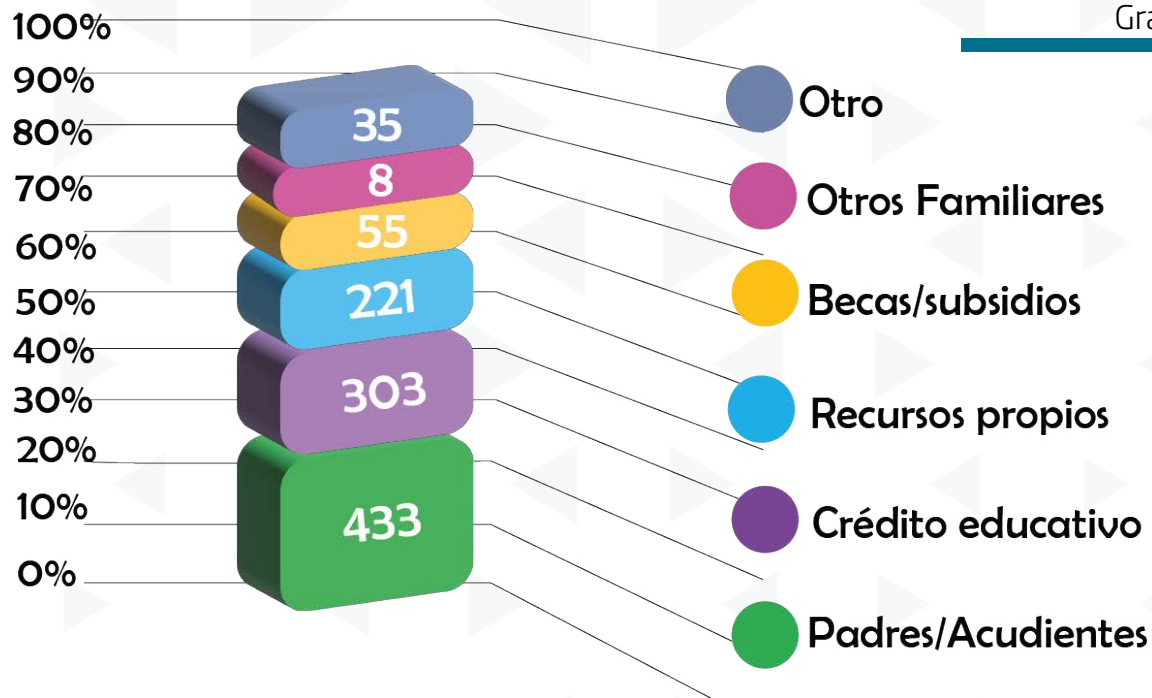 Gra
100%
90%
80%
70%
60%
50%
40%
30%
20%
10%
0%
35
8
55
221
303
433
Otro
Otros Familiares
Becas/subsidios
Recursos propios
Crédito educativo
Padres/Acudientes